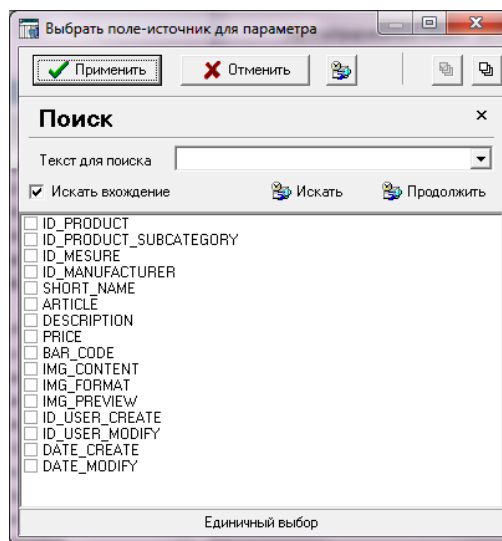 Выбрать поле-источник для параметра
Применить
Отменить
Поиск
Текст для поиска
Искать вхождение
Искать
Продолжить
ID_PRODUCT
ID_PRODUCT_SUBCATEGORY
ID_MESURE
ID_MANUFACTURER
SHORT_NAME
ARTICLE
DESCRIPTION
PRICE
BAR_CODE
IMG_CONTENT
IMG_FORMAT
IMG_PREVIEW
ID_USER_CREATE
ID_USER_MODIFY
DATE_CREATE
DATE_MODIFY
Единичный выбор